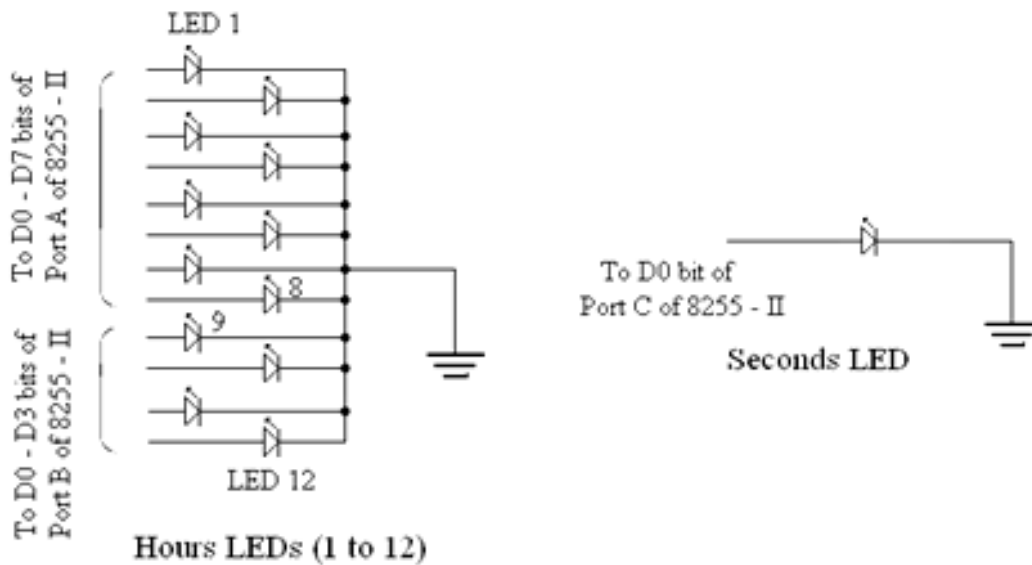 LED 1
To D0 - D7 bits of
Port A of 8255 - II
8
9
To D0 - D3 bits of
Port B of 8255 - II
LED 12
Hours LEDs (1 to 12)
To D0 bit of
Port C of 8255 - II
Seconds LED